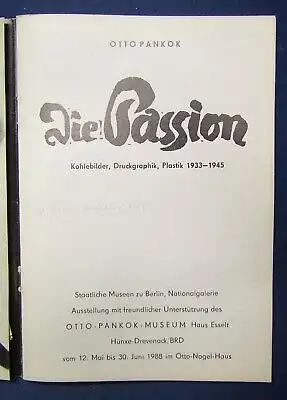 OTTO PANKOK
Die Passion
Kohlebilder, Druckgraphik, Plastik 1933–1945
Staatliche Museen zu Berlin, Nationalgalerie
Ausstellung mit freundlicher Unterstützung des
OTTO-PANKOK-MUSEUM Haus Esselt
Hünxe-Drevenack/BRD
vom 12. Mai bis 30. Juni 1988 im Otto-Nagel-Haus